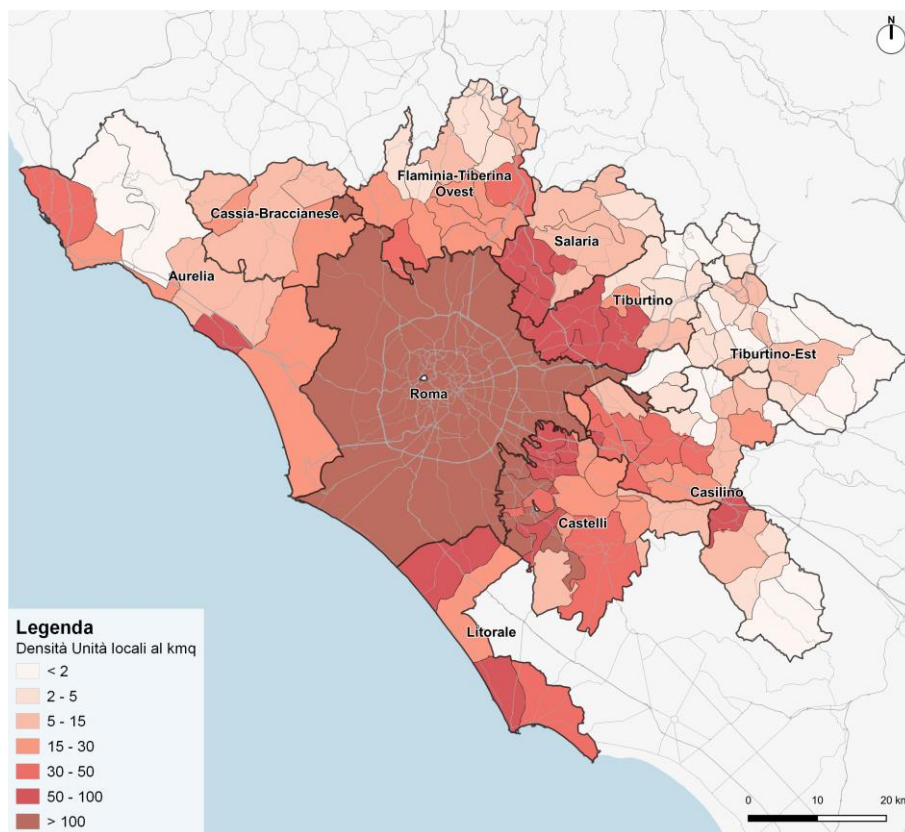 N
Flaminia-Tiberina
Ovest
Cassia-Braccianese
Salaria
Aurelia
Tiburtino
Tiburtino-Est
Roma
Casilino
Castelli
Litorale
Legenda
Densità Unità locali al kmq
< 2
2 - 5
5 - 15
15 - 30
30 - 50
50 - 100
> 100
0 10 20 km